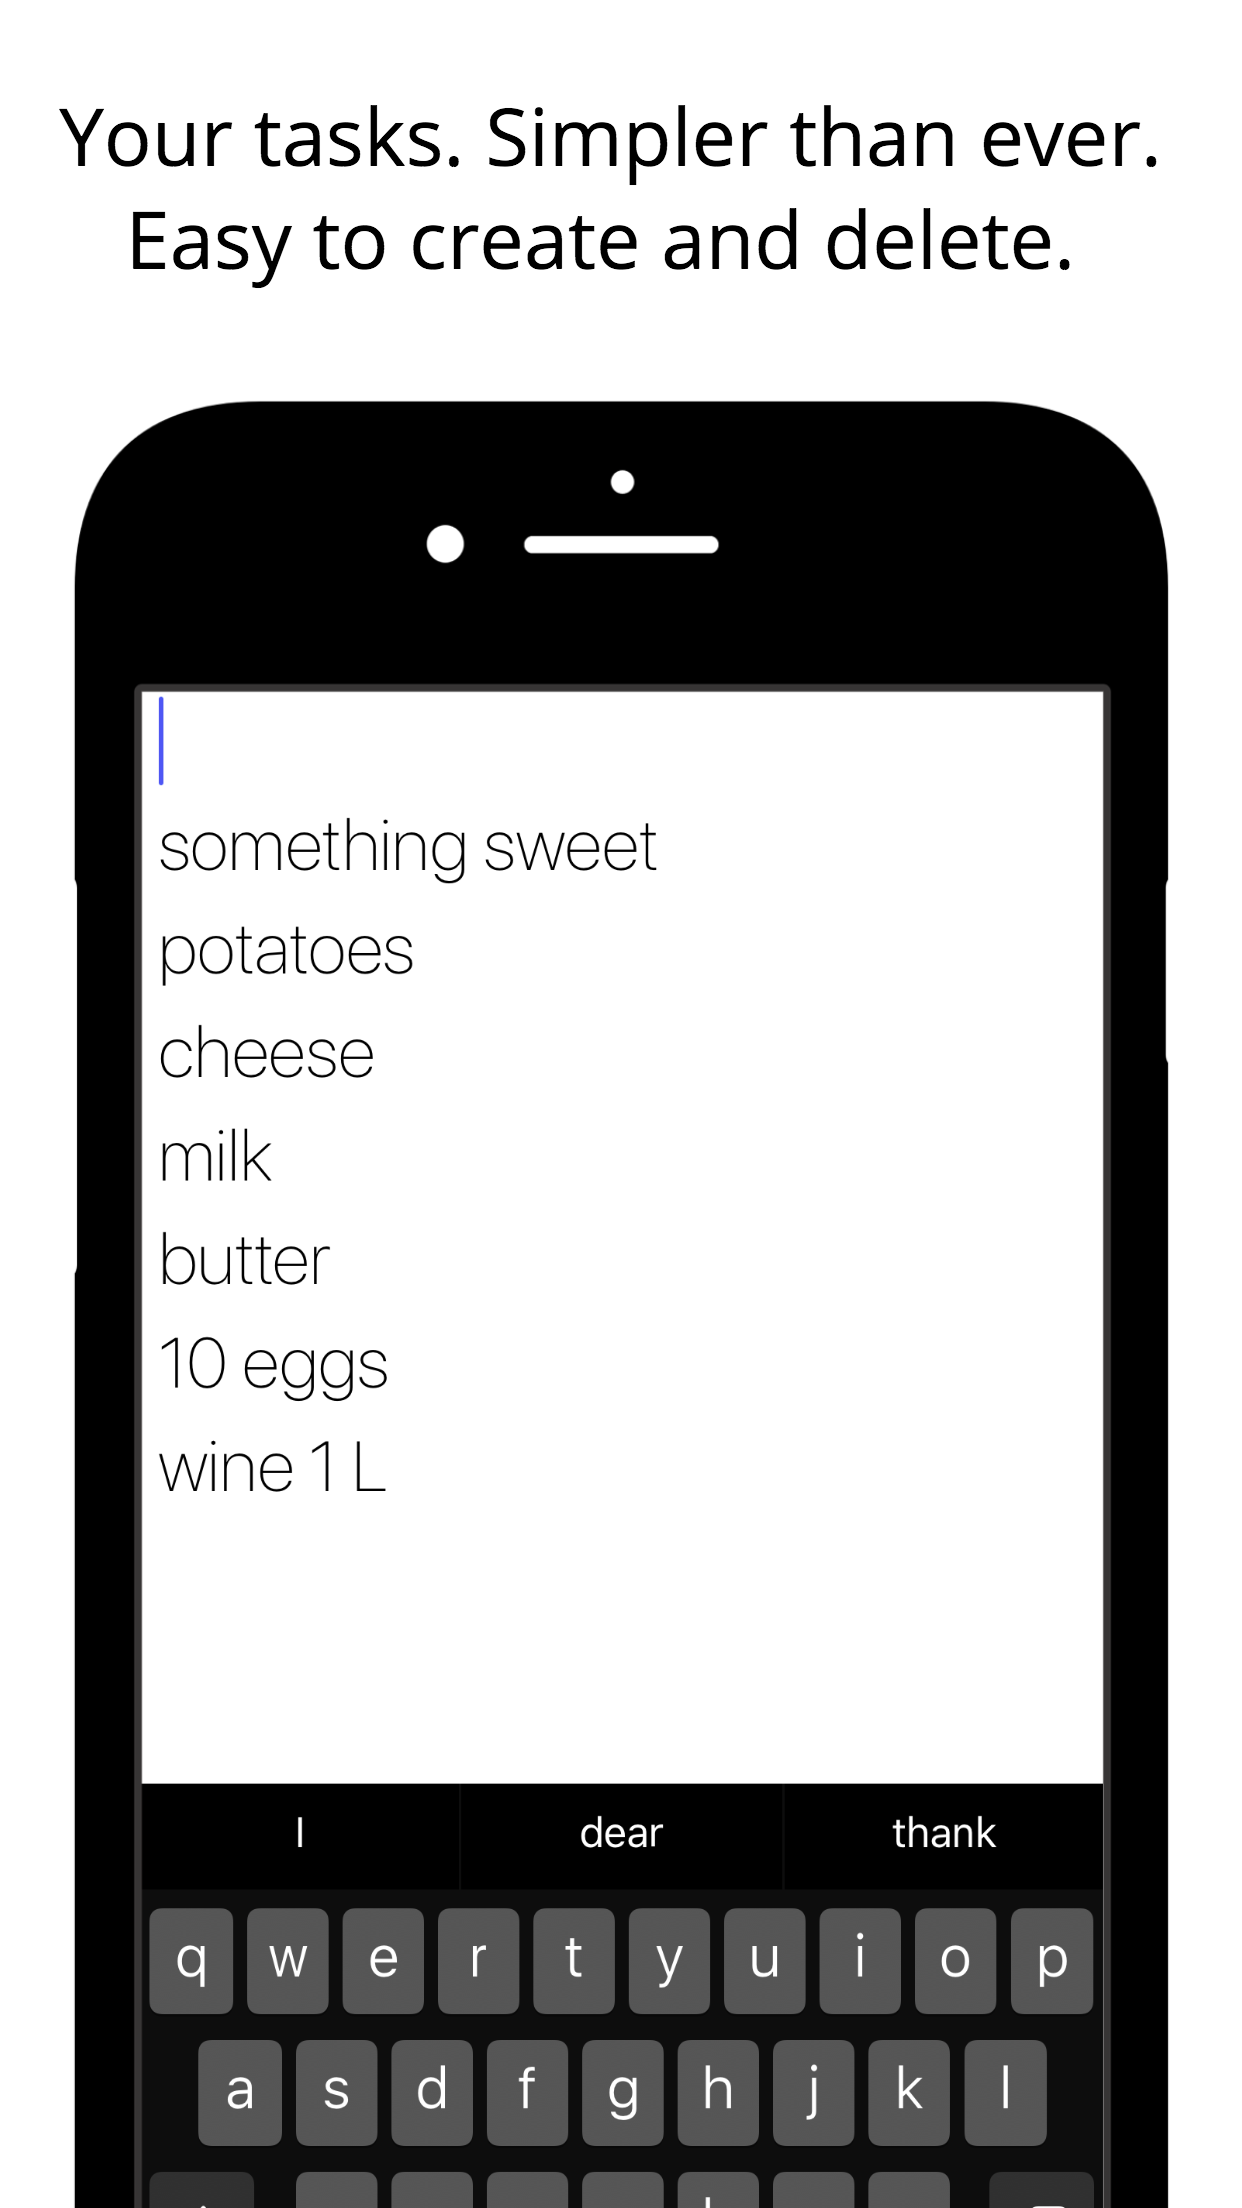 Your tasks. Simpler than ever.
Easy to create and delete.
something sweet
potatoes
cheese
milk
butter
10 eggs
wine 1 L
I dear thank
q w e r t y u i o p
a s d f g h j k l